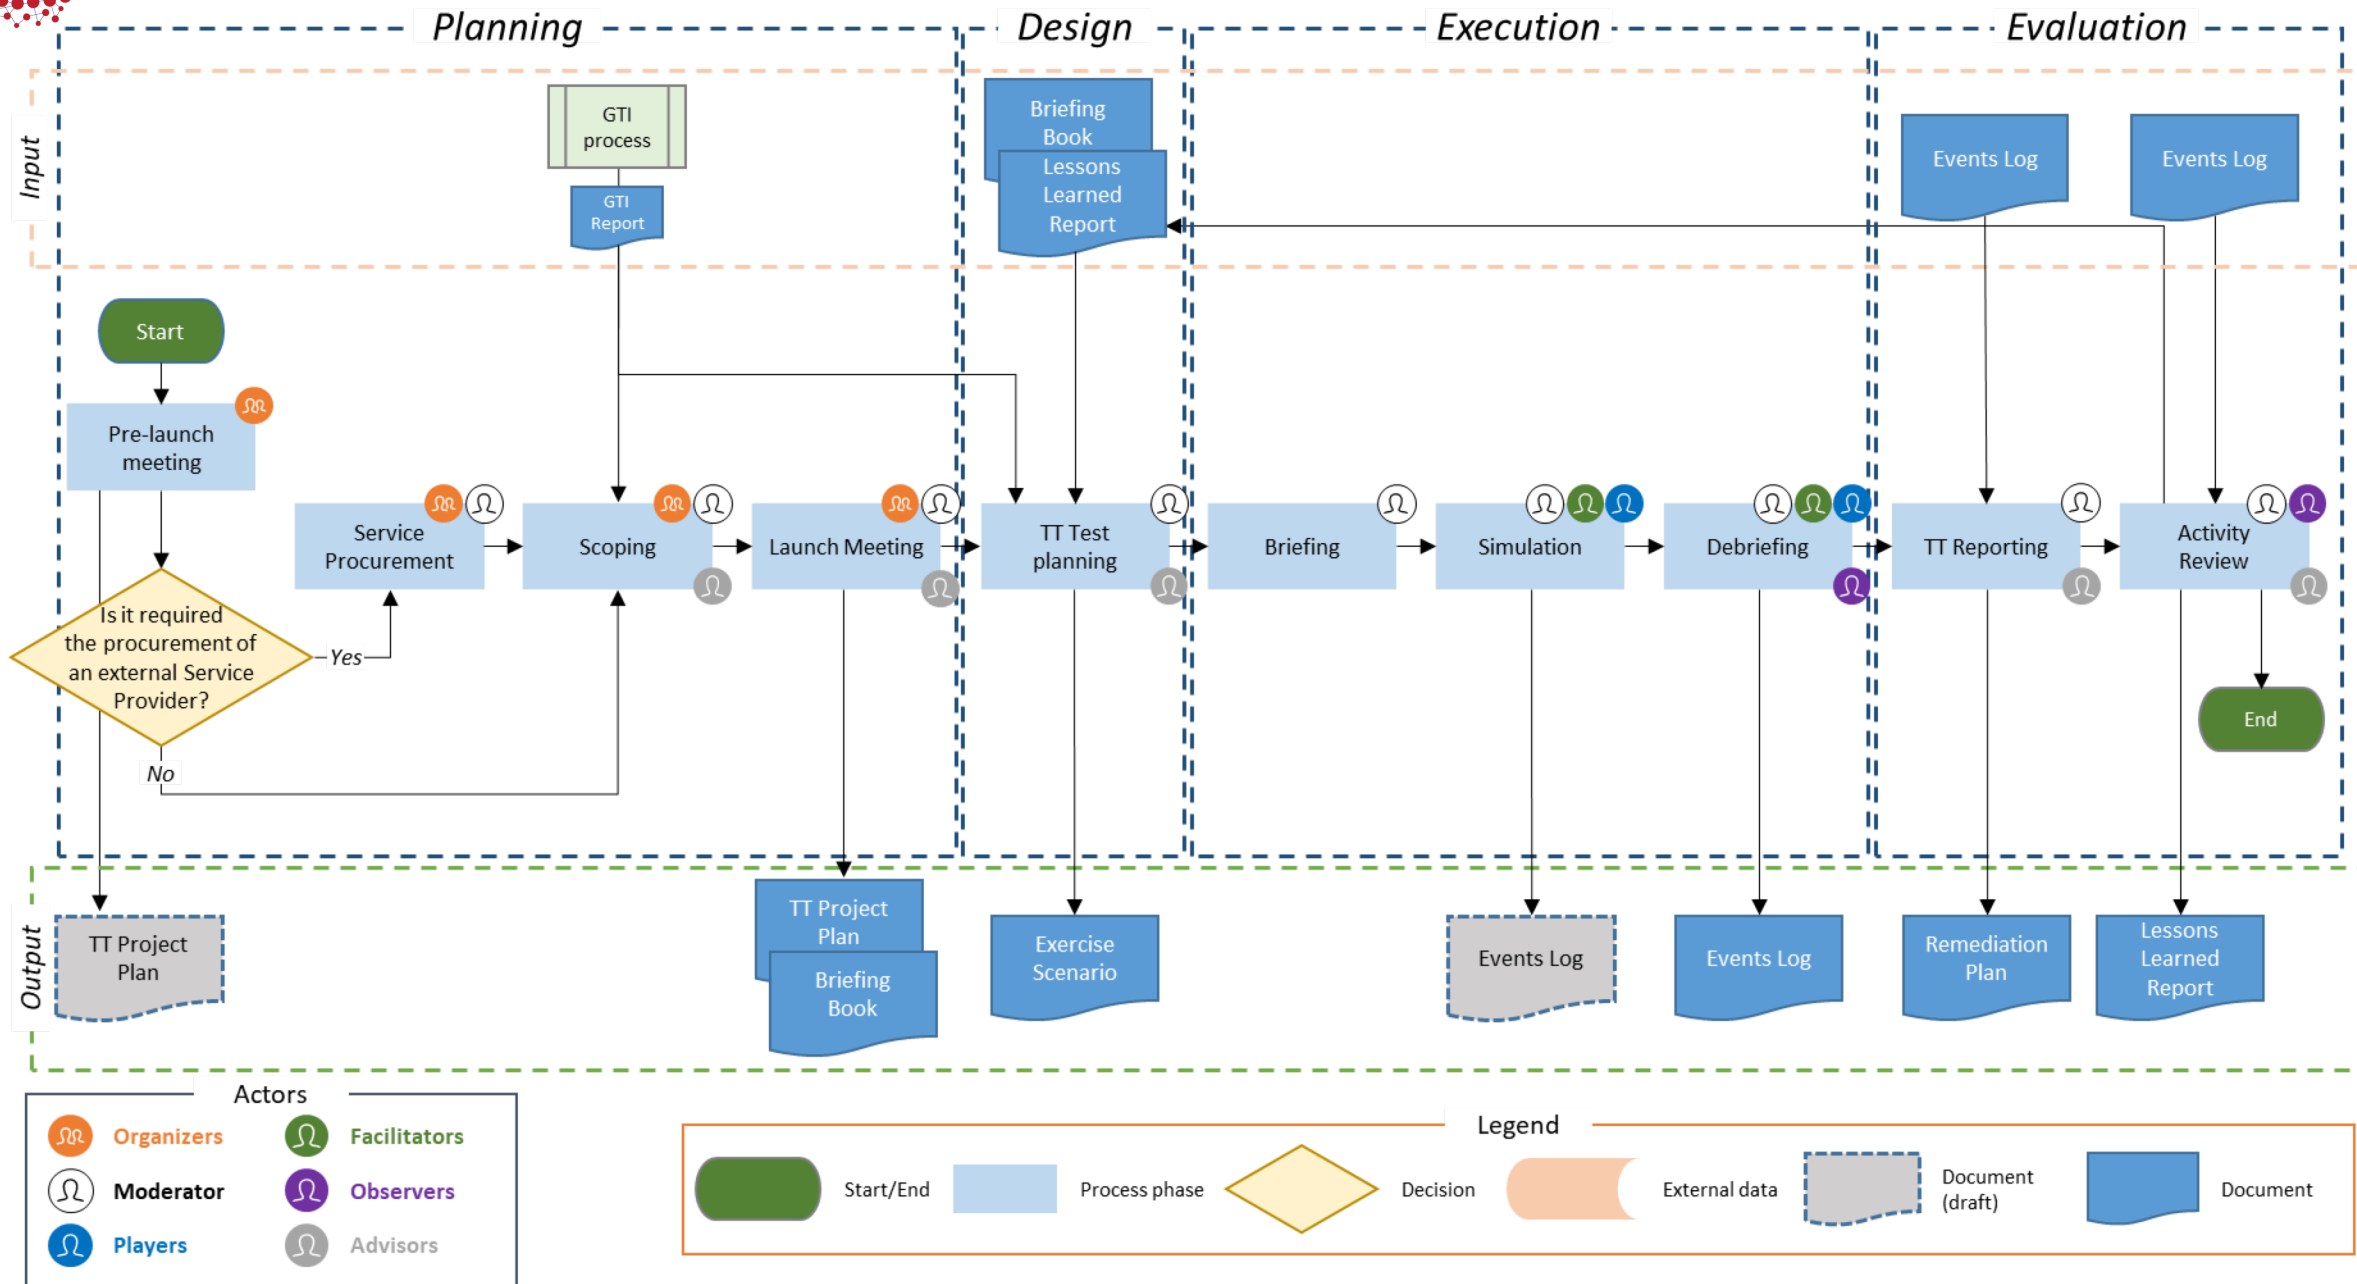 Planning
Design
Execution
Evaluation
Input
GTI
process
GTI
Report
Briefing
Book
Lessons
Learned
Report
Events Log
Events Log
Start
Pre-launch
meeting
Is it required
the procurement of
an external Service
Provider?
Yes
No
Service
Procurement
Scoping
Launch Meeting
TT Test
planning
Briefing
Simulation
Debriefing
TT Reporting
Activity
Review
End
Output
TT Project
Plan
TT Project
Plan
Briefing
Book
Exercise
Scenario
Events Log
Events Log
Remediation
Plan
Lessons
Learned
Report
Actors
Organizers
Facilitators
Moderator
Observers
Players
Advisors
Legend
Start/End
Process phase
Decision
External data
Document
(draft)
Document